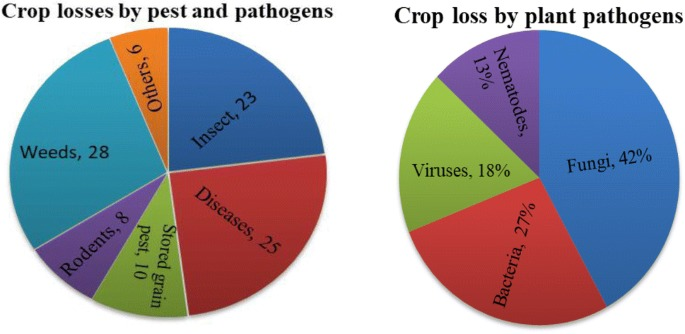 Crop losses by pest and pathogens
Others, 6
Insect, 23
Weeds, 28
Diseases, 25
Rodents, 8
Stored grain
pest, 10
Crop loss by plant pathogens
Nematodes,
13%
Fungi, 42%
Viruses, 18%
Bacteria, 27%